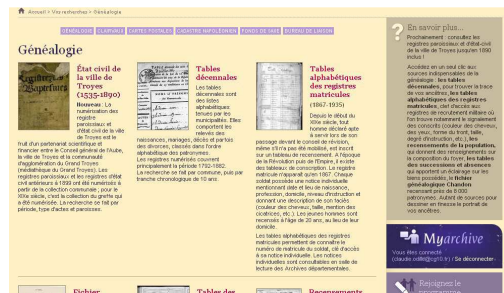 Accueil > Vos recherches > Généalogie
GÉNÉALOGIE
CLAIRVAUX
CARTES POSTALES
CADASTRE NAPOLÉONIEN
FONDS DE L'AUBE
BUREAU DE LIAISON
Généalogie
État civil de
la ville de
Troyes
(1535-1890)
Nouveau : La
numérisation des
registre
paroissiaux et
d'état civil de la ville
de Troyes est le
fruit d'un partenariat scientifique et
financier entre le Conseil général de l'Aube,
la ville de Troyes et la communauté
d'agglomération du Grand Troyes
(médiathèque du Grand Troyes). Les
registres paroissiaux et les registres d'état
civil antérieurs à 1899 ont été numérisés à
partir de la collection communale ; pour le
XIXe siècle, c'est la collection du greffe qui
a été numérisée. La recherche se fait par
période, type d'actes et paroisses.
Tables
décennales
Les tables
décennales sont
des listes
alphabétiques
tenues par les
municipalités. Elles
comportent les
relevés des
naissances, mariages, décès et parfois
des divorces, classés dans l'ordre
alphabétique des patronymes.
Les registres numérisés couvrent
principalement la période 1792-1882.
La recherche se fait par commune, puis par
tranche chronologique de 10 ans.
Tables
alphabétiques
des registres
matricules
(1867-1935)
Depuis le début du
XIXe siècle, tout
homme déclaré apte
à servir lors de son
passage devant le conseil de révision,
même s'il n'a pas été mobilisé, est inscrit
sur un tableau de recensement. A l'époque
de la Révolution puis de l'Empire, il existe
des tableaux de conscription. Le registre
matricule n'apparaît qu'en 1867. Chaque
soldat possède une notice individuelle
mentionnant date et lieu de naissance,
profession, domicile, niveau d'instruction et
donnant une description de son faciès
(couleur des cheveux, taille, mention des
cicatrices, etc.). Les jeunes hommes sont
recensés à l'âge de 20 ans, au lieu de leur
domicile.
Les tables alphabétiques des registres
matricules permettent de connaître le
numéro de matricule du soldat, clé d'accès
à sa notice individuelle. Les notices
individuelles sont consultables en salle de
lecture des Archives départementales.
Fichier
Tables des
Recensements
En savoir plus...
Prochainement : consultez les
registres paroissiaux et d'état-civil
de la ville de Troyes jusqu'en 1890
inclus !
Accédez en un seul clic aux
sources indispensables de la
généalogie : les tables
décennales, pour trouver la trace
de vos ancêtres, les tables
alphabétiques des registres
matricules, clef d'accès aux
registres de recrutement militaire où
l'on trouve notamment le signalement
des conscrits (couleur des cheveux,
des yeux, forme du front, taille,
degré d'instruction, etc.), les
recensements de la population,
qui donnent des renseignements sur
la composition du foyer, les tables
des successions et absences
qui apportent un éclairage sur les
biens possédés, le fichier
généalogique Chandon
recensant près de 8 000
patronymes. Autant de sources pour
dessiner en finesse le portrait de
vos ancêtres.
Myarchive
Vous êtes connecté
Se déconnecter
Rejoignez le